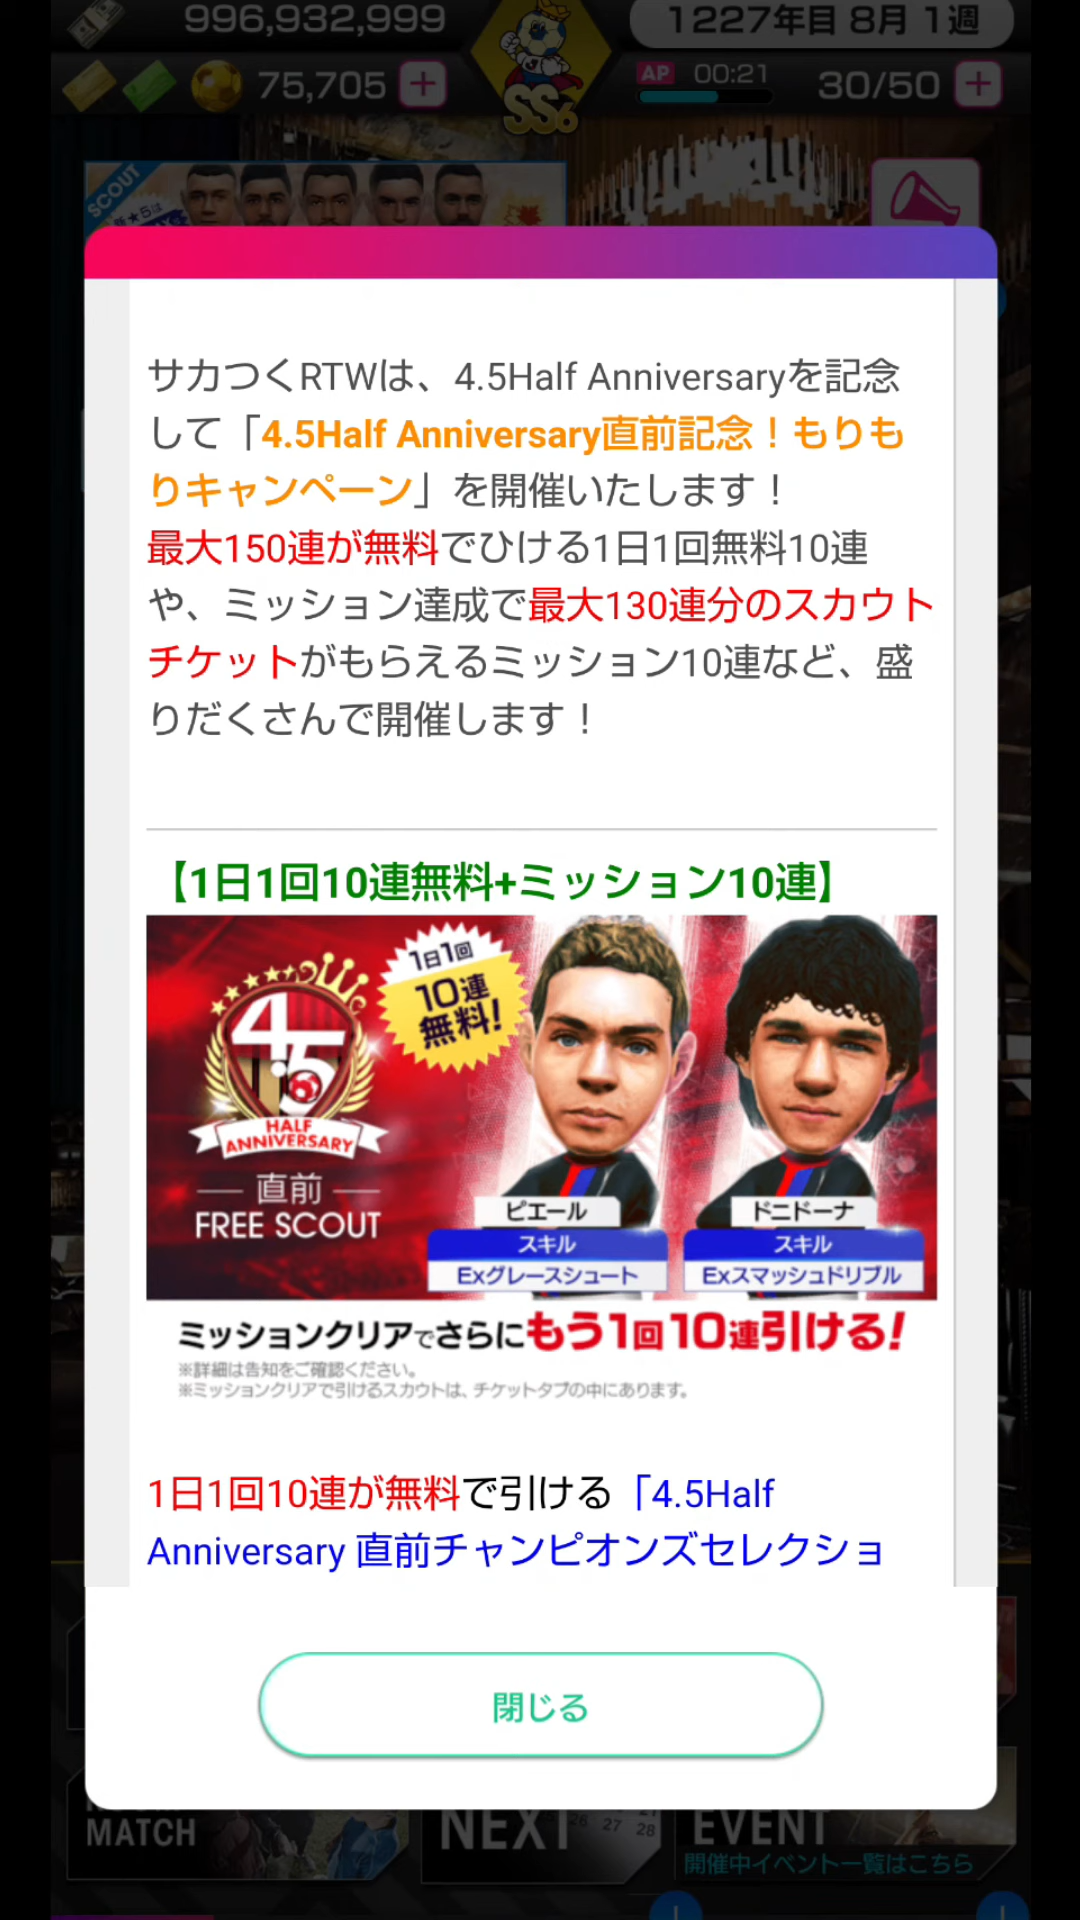 996,932,999
1227年目 8月 1週
75,705
SS6
AP 00:21
30/50
SCOUT
サカつくRTWは、4.5Half Anniversaryを記念
して「4.5Half Anniversary直前記念！もりも
りキャンペーン」を開催いたします！
最大150連が無料でひける1日1回無料10連
や、ミッション達成で最大130連分のスカウト
チケットがもらえるミッション10連など、盛
りだくさんで開催します！
【1日1回10連無料+ミッション10連】
1日1回
10連
無料!
4.5
HALF
ANNIVERSARY
直前
FREE SCOUT
ピエール
スキル
Exグレースシュート
ドニドーナ
スキル
Exスマッシュドリブル
ミッションクリアでさらにもう1回10連引ける!
※詳細は告知をご確認ください。
※ミッションクリアで引けるスカウトは、チケットタブの中にあります。
1日1回10連が無料で引ける「4.5Half
Anniversary 直前チャンピオンズセレクショ
閉じる
MATCH
NEXT
26 27 28
EVENT
開催中イベント一覧はこちら